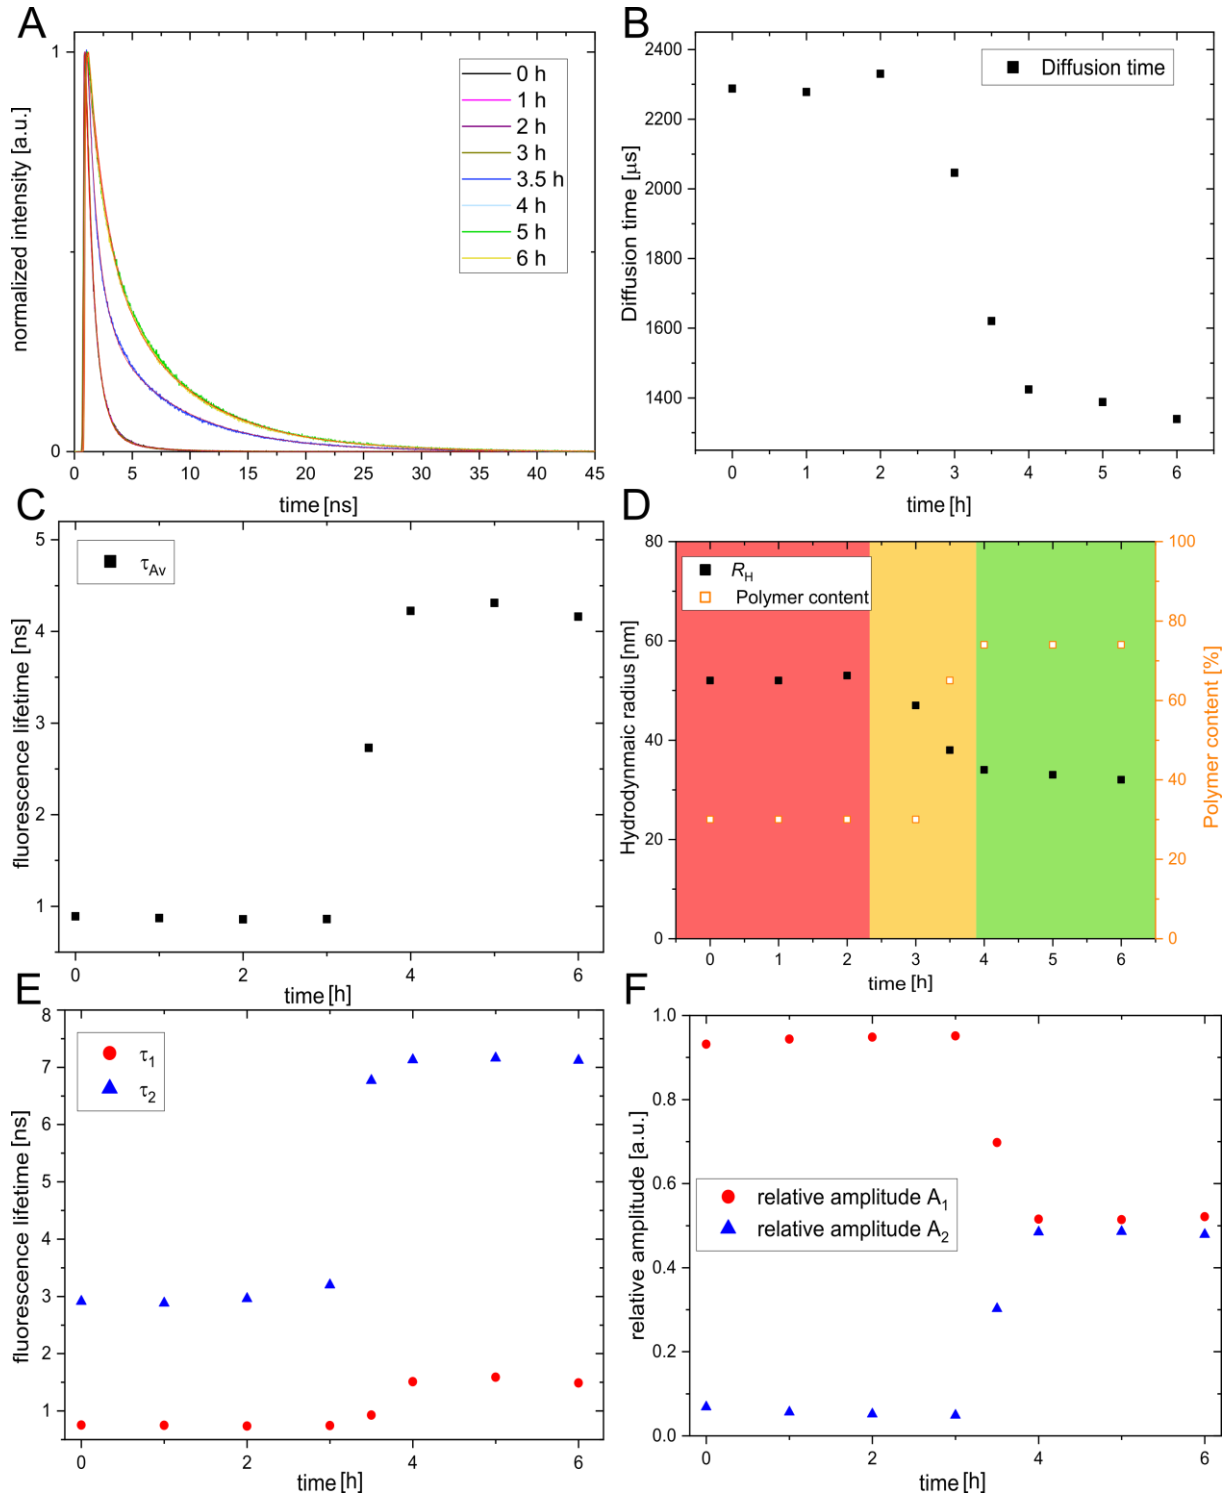 A
normalized intensity [a.u.]
1
0
0 h
1 h
2 h
3 h
3.5 h
4 h
5 h
6 h
0 5 10 15 20 25 30 35 40 45
time [ns]
B
Diffusion time [µs]
2400
2200
2000
1800
1600
1400
Diffusion time
0 1 2 3 4 5 6
time [h]
C
fluorescence lifetime [ns]
5
4
3
2
1
τAv
0 2 4 6
time [h]
D
Hydrodynmaic radius [nm]
80
60
40
20
0
RH
Polymer content
100
80
60
40
20
0
Polymer content [%]
0 1 2 3 4 5 6
time [h]
E
fluorescence lifetime [ns]
8
7
6
5
4
3
2
1
τ1
τ2
0 2 4 6
time [h]
F
relative amplitude [a.u.]
1.0
0.8
0.6
0.4
0.2
0.0
relative amplitude A1
relative amplitude A2
0 2 4 6
time [h]